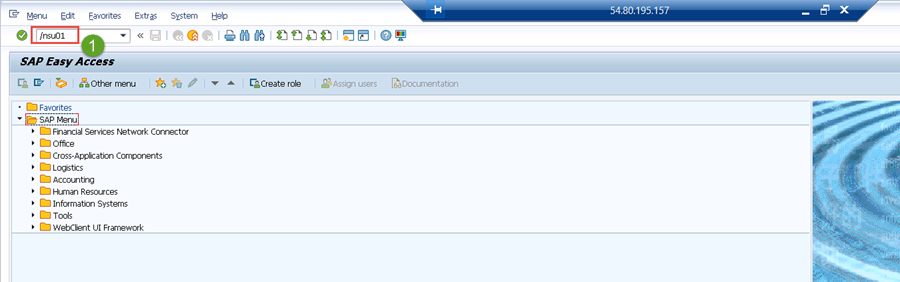 54.80.195.157
Menu Edit Favorites Extras System Help
/nsu01
1
SAP Easy Access
Other menu Create role Assign users Documentation
Favorites
SAP Menu
Financial Services Network Connector
Office
Cross-Application Components
Logistics
Accounting
Human Resources
Information Systems
Tools
WebClient UI Framework